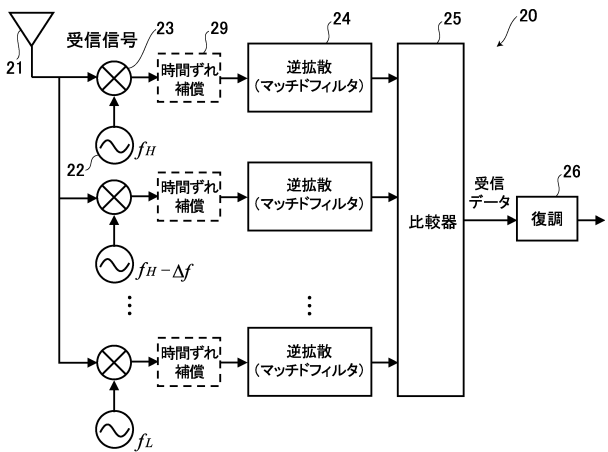 20
21
受信信号
23
29
24
25
時間ずれ
補償
逆拡散
(マッチドフィルタ)
22
fH
時間ずれ
補償
逆拡散
(マッチドフィルタ)
fH−Δf
比較器
受信
データ
26
復調
時間ずれ
補償
逆拡散
(マッチドフィルタ)
fL